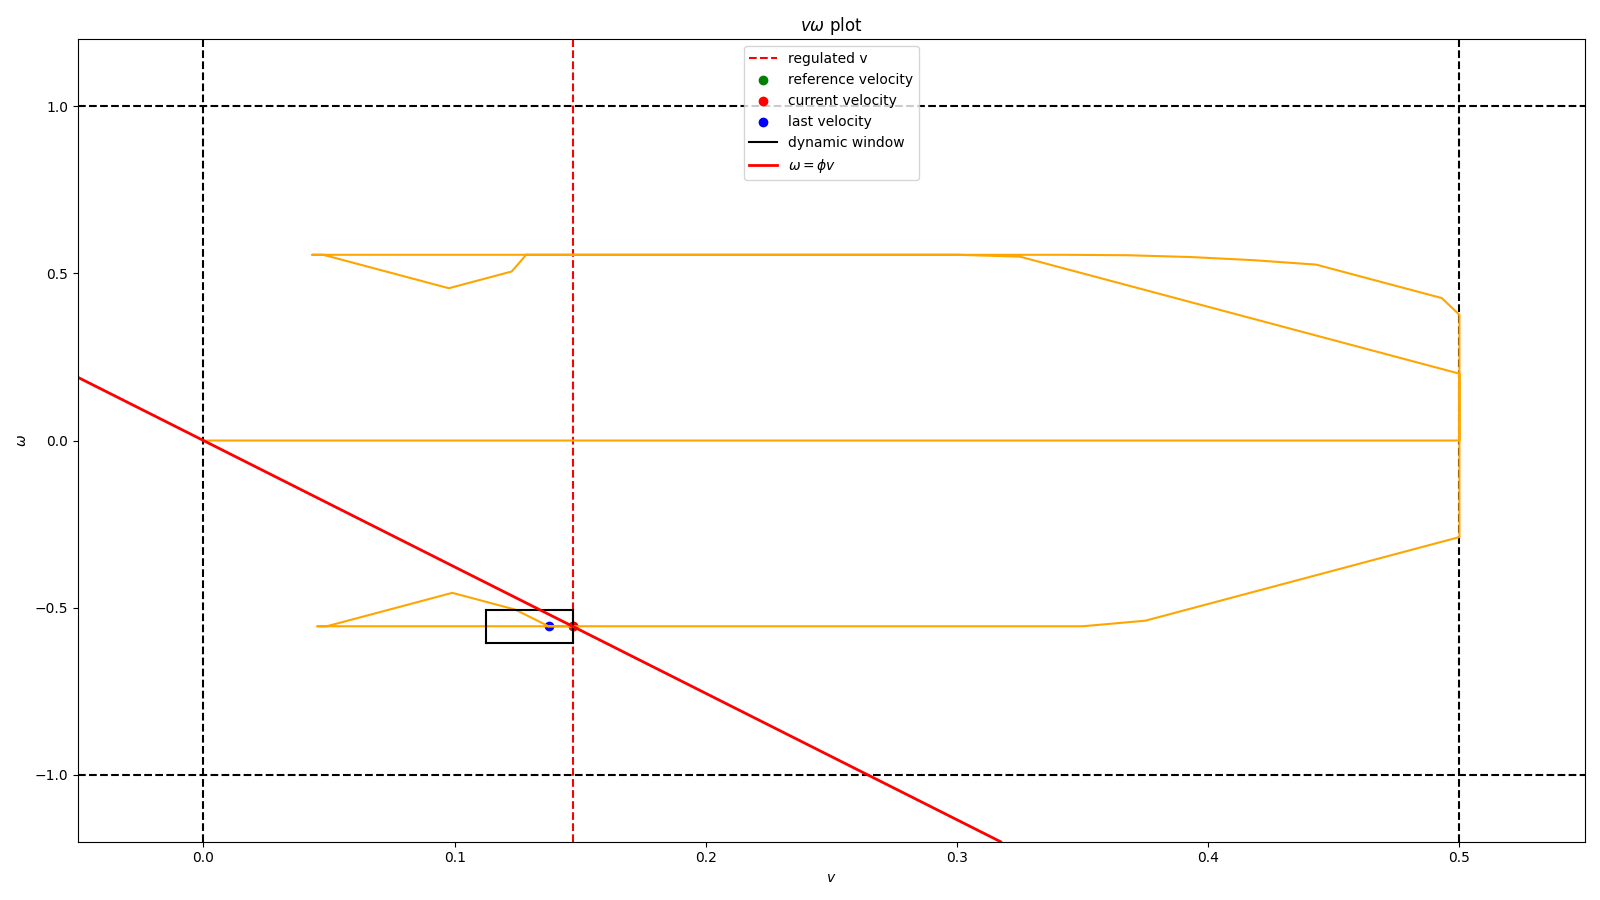 vω plot
regulated v
reference velocity
current velocity
last velocity
dynamic window
ω = ϕv
1.0
0.5
0.0
−0.5
−1.0
ω
0.0 0.1 0.2 0.3 0.4 0.5
v